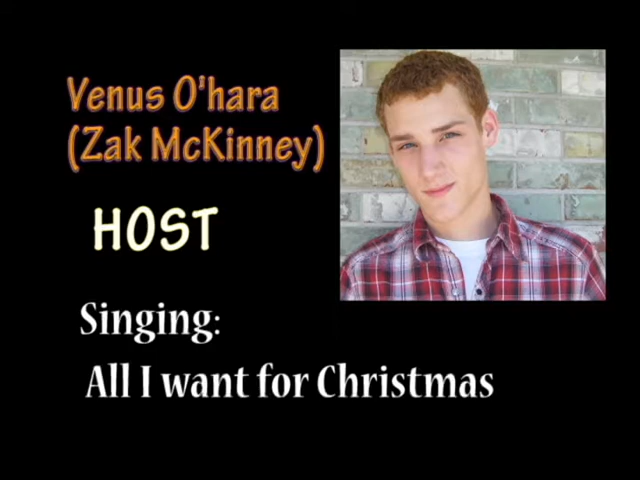 Venus O'hara
(Zak McKinney)
HOST
Singing:
All I want for Christmas